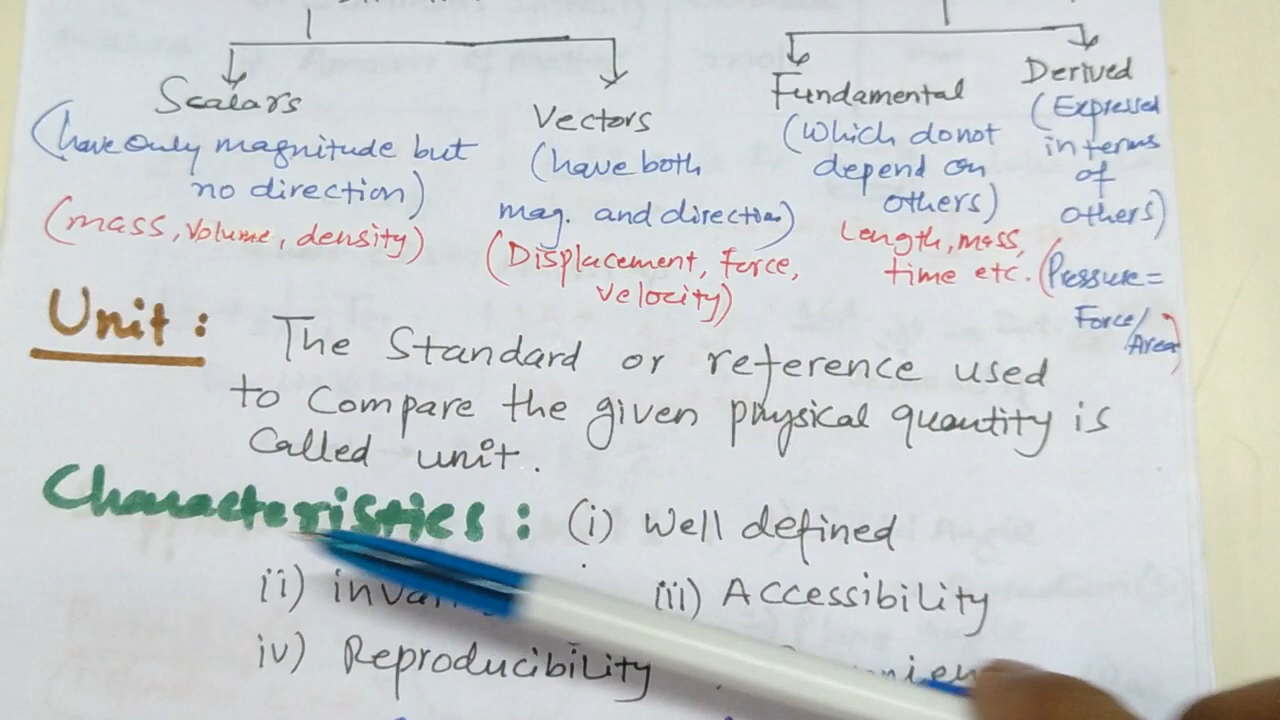 Scalars
(have only magnitude but
no direction)
(mass, volume, density)
Vectors
(have both
mag. and direction)
(Displacement, Force,
velocity)
Fundamental
(Which donot
depend on
others)
Length, mass,
time etc.
Derived
(Expressed
in terms
of
others)
(Pressure =
Force/
Area)
Unit:
The Standard or reference used
to Compare the given physical quantity is
Called unit.
Characteristics: (i) Well defined
ii)
iii) Accessibility
iv) Reproducibility